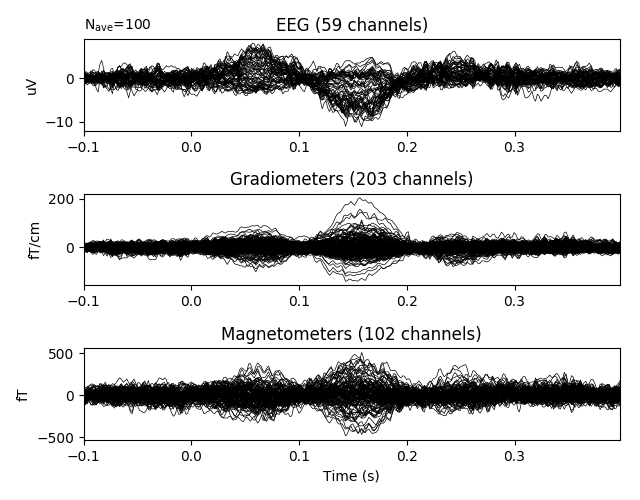 Nave=100
EEG (59 channels)
uV
0
−10
−0.1 0.0 0.1 0.2 0.3
Gradiometers (203 channels)
fT/cm
200
0
−0.1 0.0 0.1 0.2 0.3
Magnetometers (102 channels)
fT
500
0
−500
−0.1 0.0 0.1 0.2 0.3
Time (s)